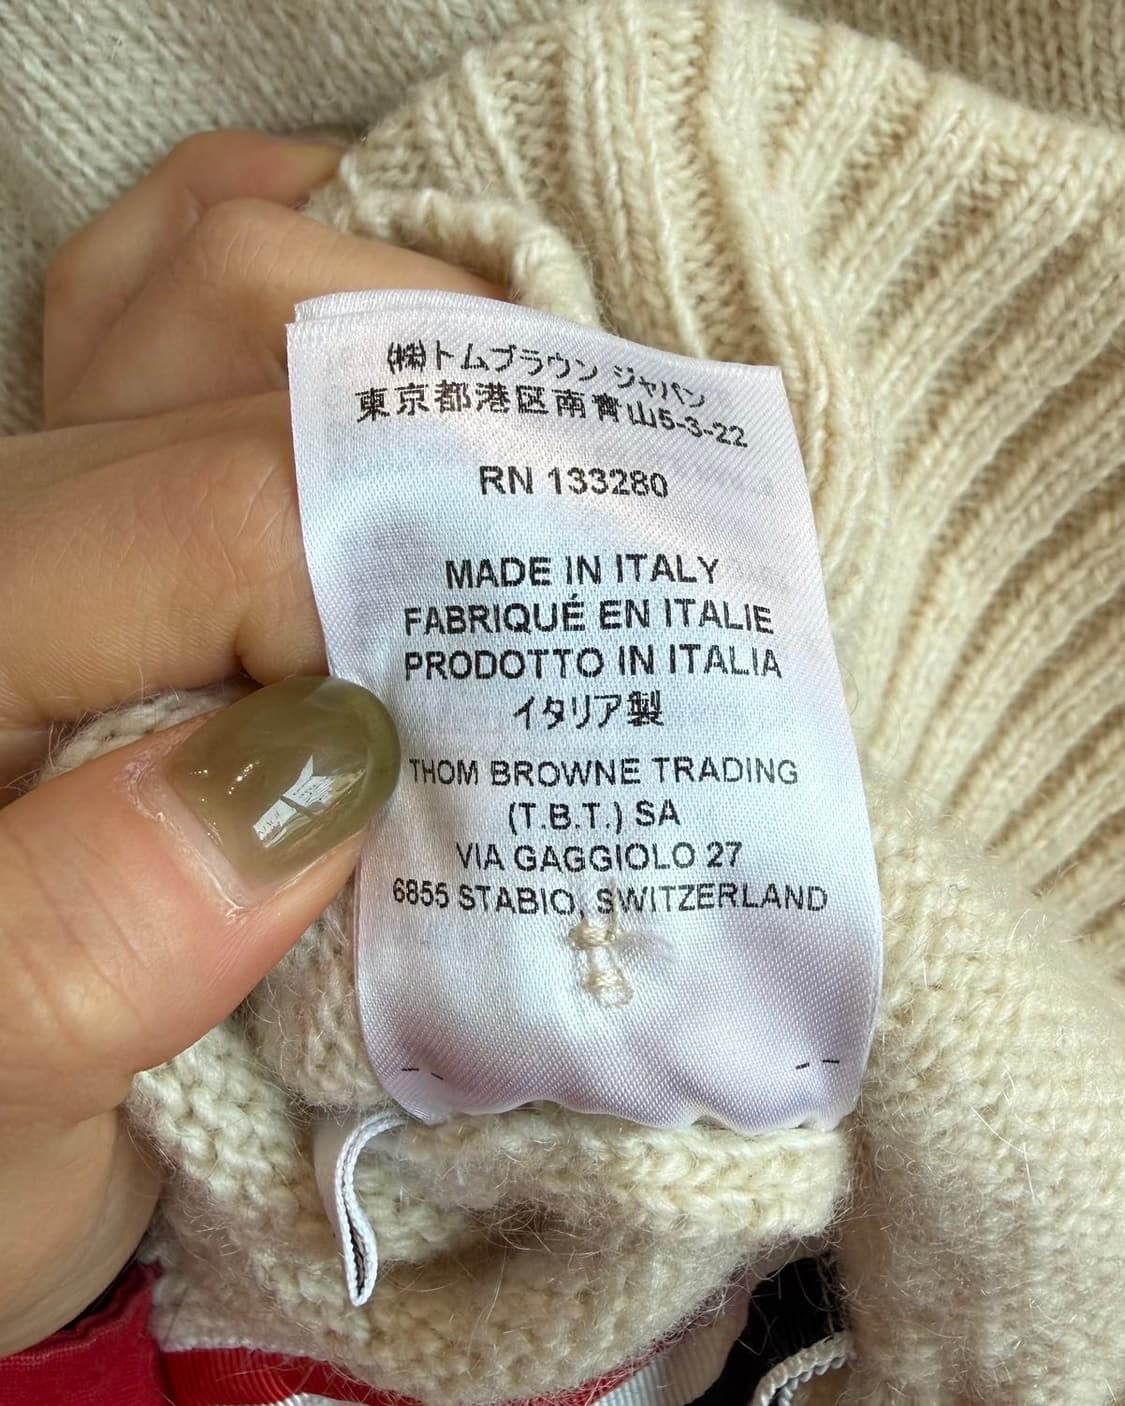 (株)トムブラウン ジャパン
東京都港区南青山5-3-22
RN 133280
MADE IN ITALY
FABRIQUÉ EN ITALIE
PRODOTTO IN ITALIA
イタリア製
THOM BROWNE TRADING
(T.B.T.) SA
VIA GAGGIOLO 27
6855 STABIO, SWITZERLAND